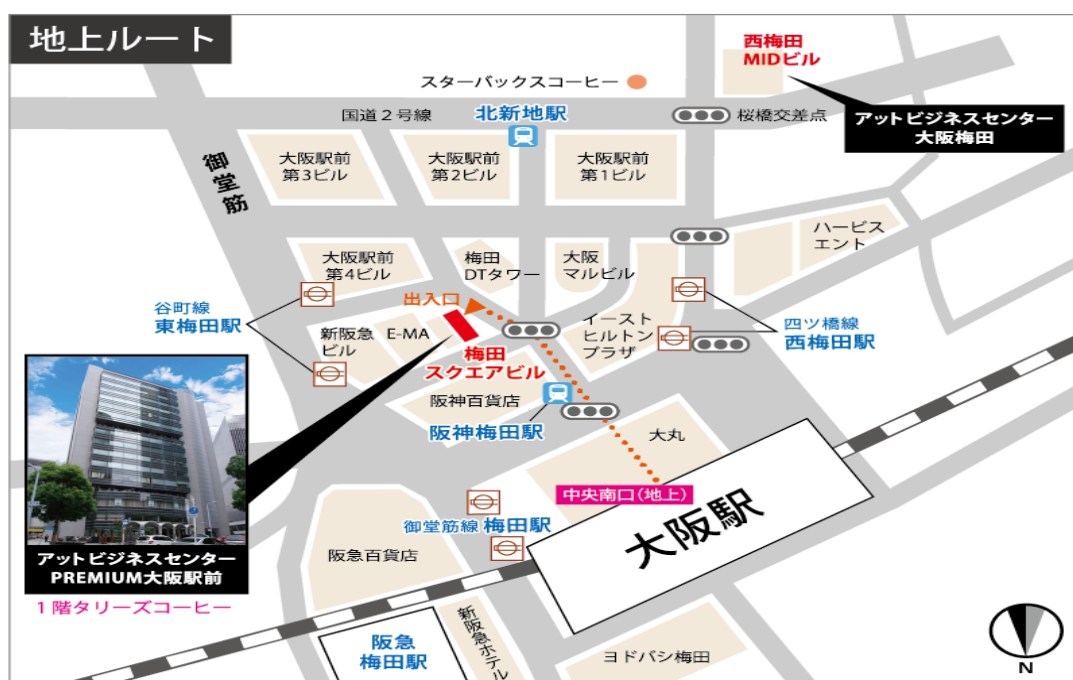 地上ルート
西梅田
MIDビル
スターバックスコーヒー
国道２号線
北新地駅
桜橋交差点
アットビジネスセンター
大阪梅田
御堂筋
大阪駅前
第3ビル
大阪駅前
第2ビル
大阪駅前
第1ビル
ハービス
エント
大阪駅前
第4ビル
梅田
DTタワー
大阪
マルビル
谷町線
東梅田駅
出入口
新阪急
ビル
E-MA
イースト
ヒルトン
プラザ
四ツ橋線
西梅田駅
梅田
スクエアビル
阪神百貨店
阪神梅田駅
大丸
中央南口(地上)
大阪駅
御堂筋線 梅田駅
阪急百貨店
アットビジネスセンター
PREMIUM大阪駅前
１階タリーズコーヒー
阪急
梅田駅
新阪急ホテル
ヨドバシ梅田
N